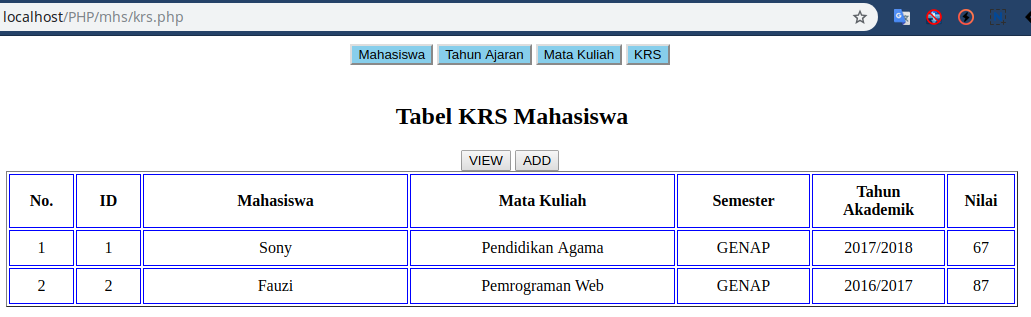 localhost/PHP/mhs/krs.php
Mahasiswa Tahun Ajaran Mata Kuliah KRS
Tabel KRS Mahasiswa
VIEW ADD
No. ID Mahasiswa Mata Kuliah Semester Tahun Akademik Nilai
1 1 Sony Pendidikan Agama GENAP 2017/2018 67
2 2 Fauzi Pemrograman Web GENAP 2016/2017 87